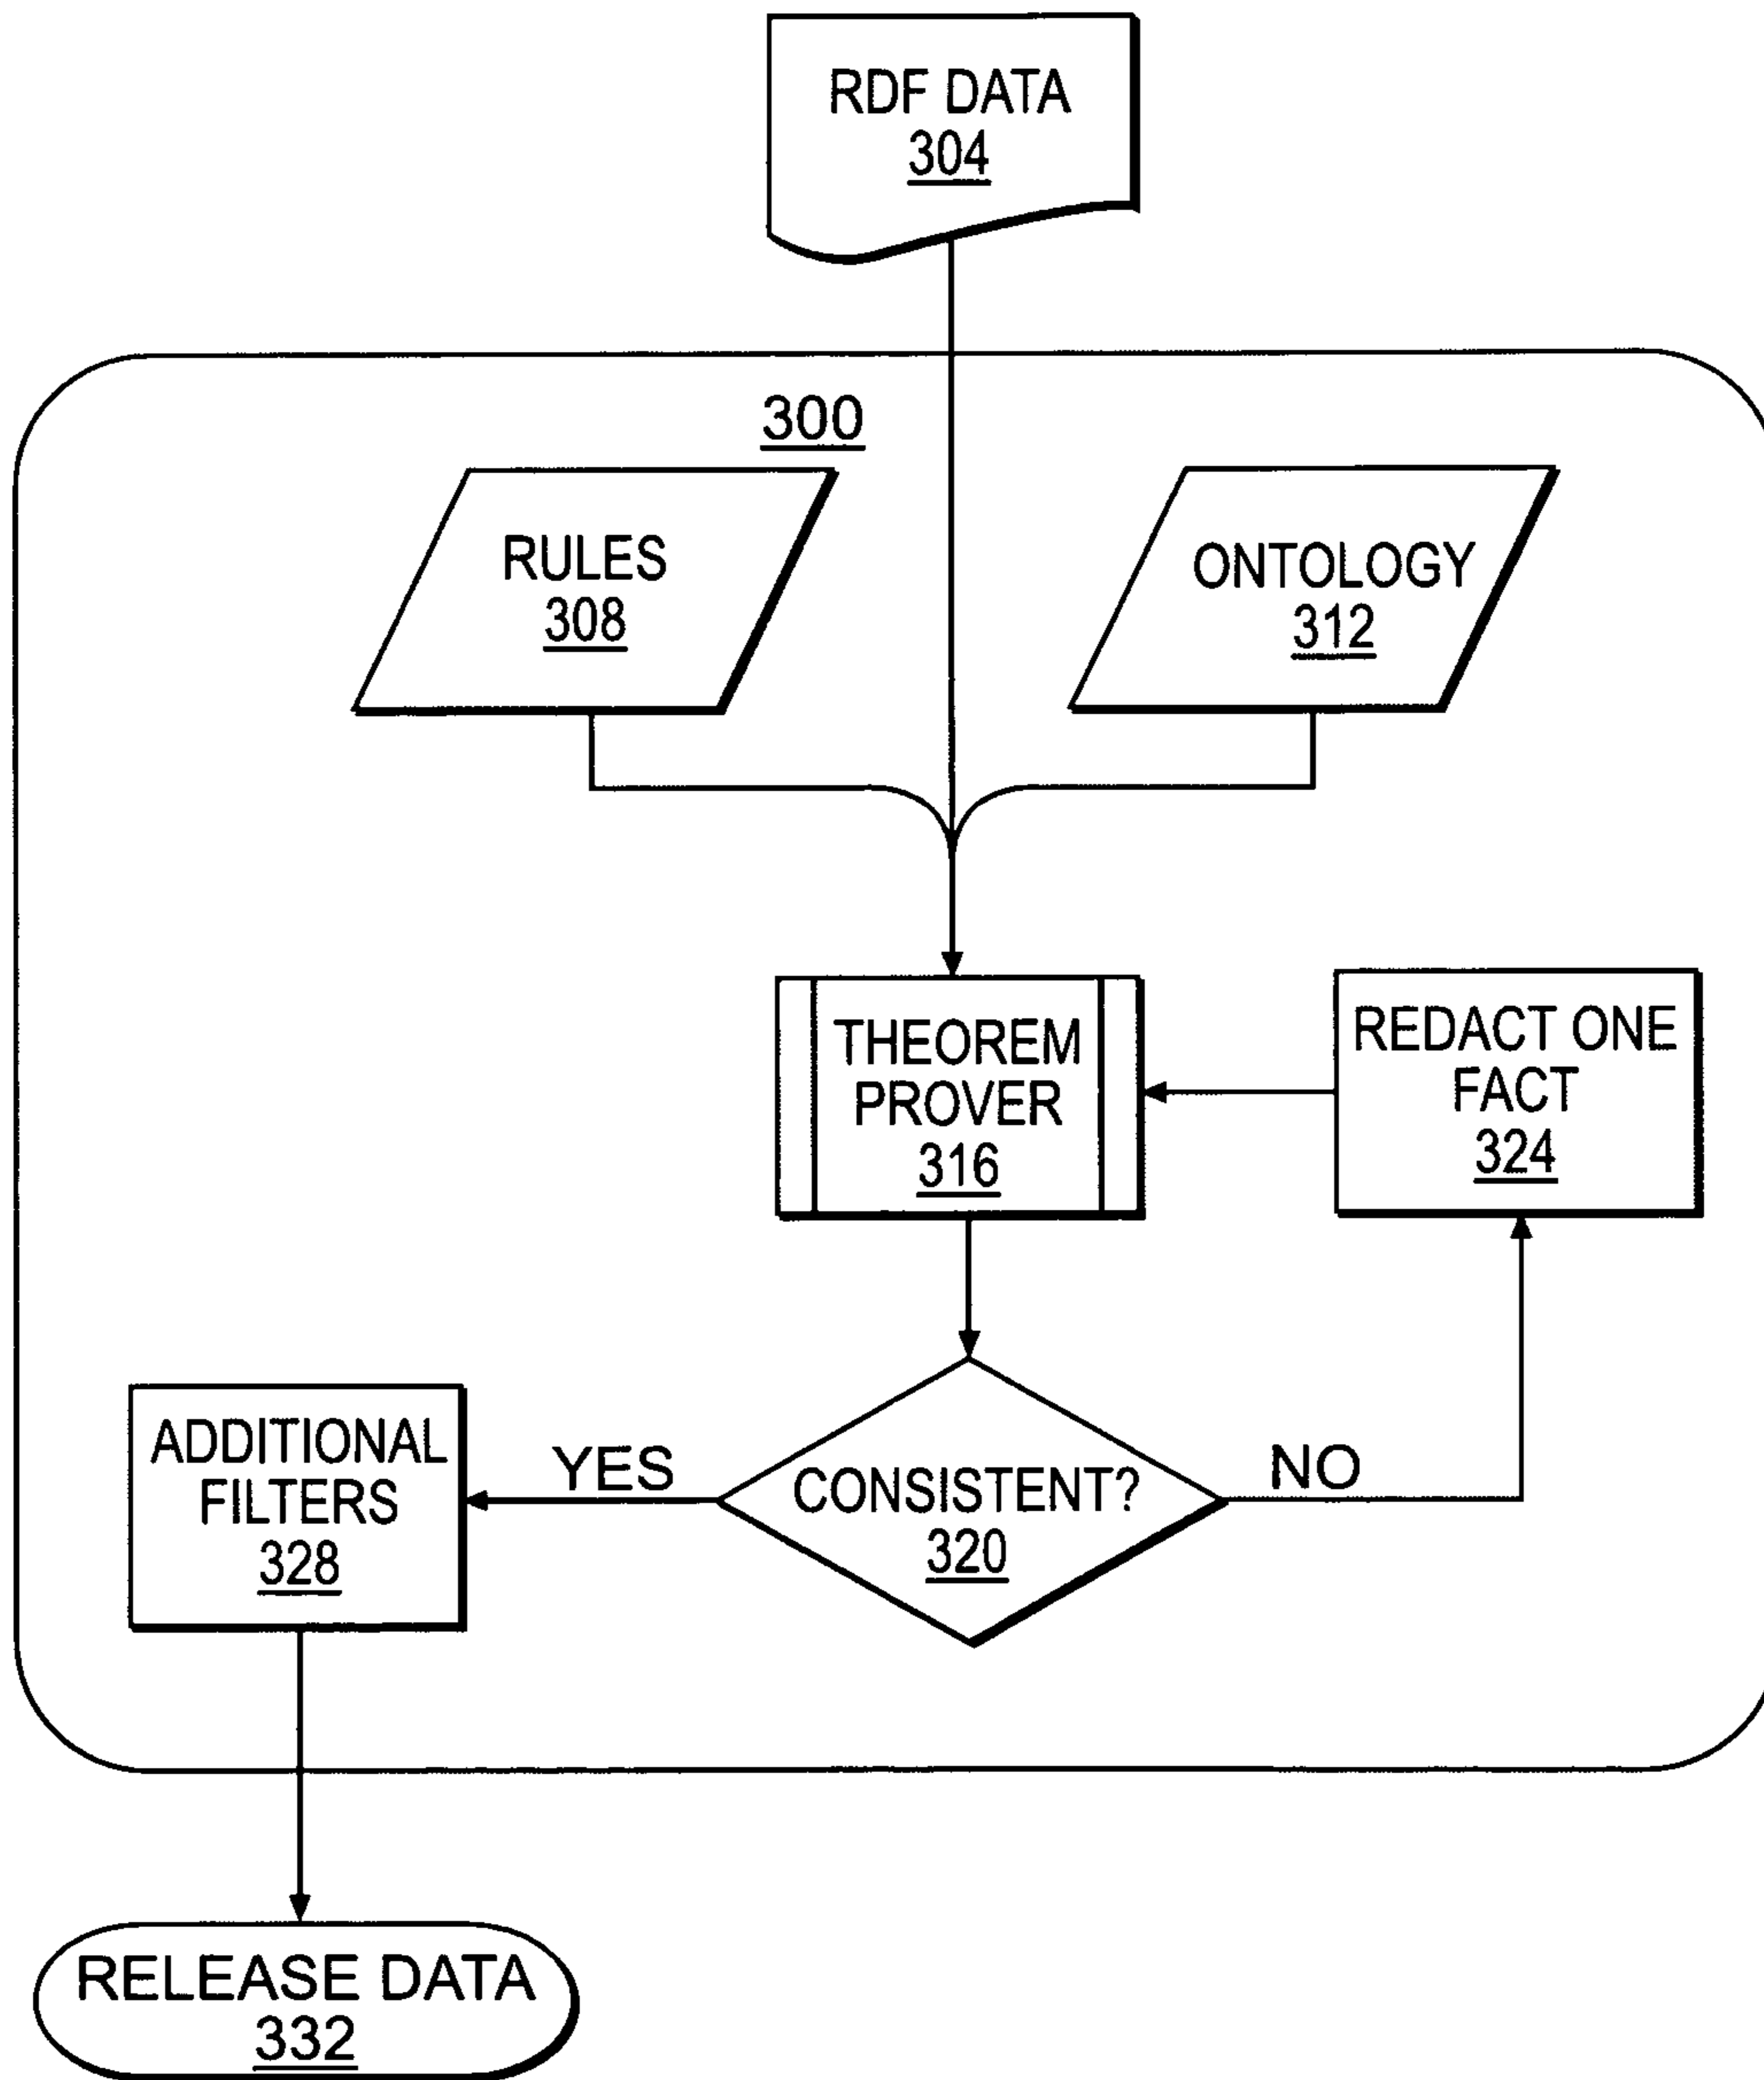 RDF DATA
304
300
RULES
308
ONTOLOGY
312
THEOREM
PROVER
316
REDACT ONE
FACT
324
ADDITIONAL
FILTERS
328
YES
CONSISTENT?
320
NO
RELEASE DATA
332